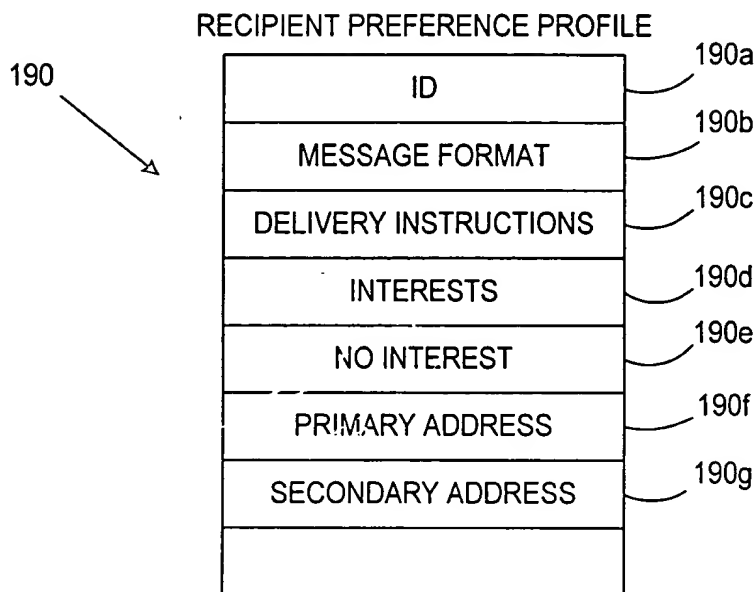 RECIPIENT PREFERENCE PROFILE
190
ID
190a
MESSAGE FORMAT
190b
DELIVERY INSTRUCTIONS
190c
INTERESTS
190d
NO INTEREST
190e
PRIMARY ADDRESS
190f
SECONDARY ADDRESS
190g